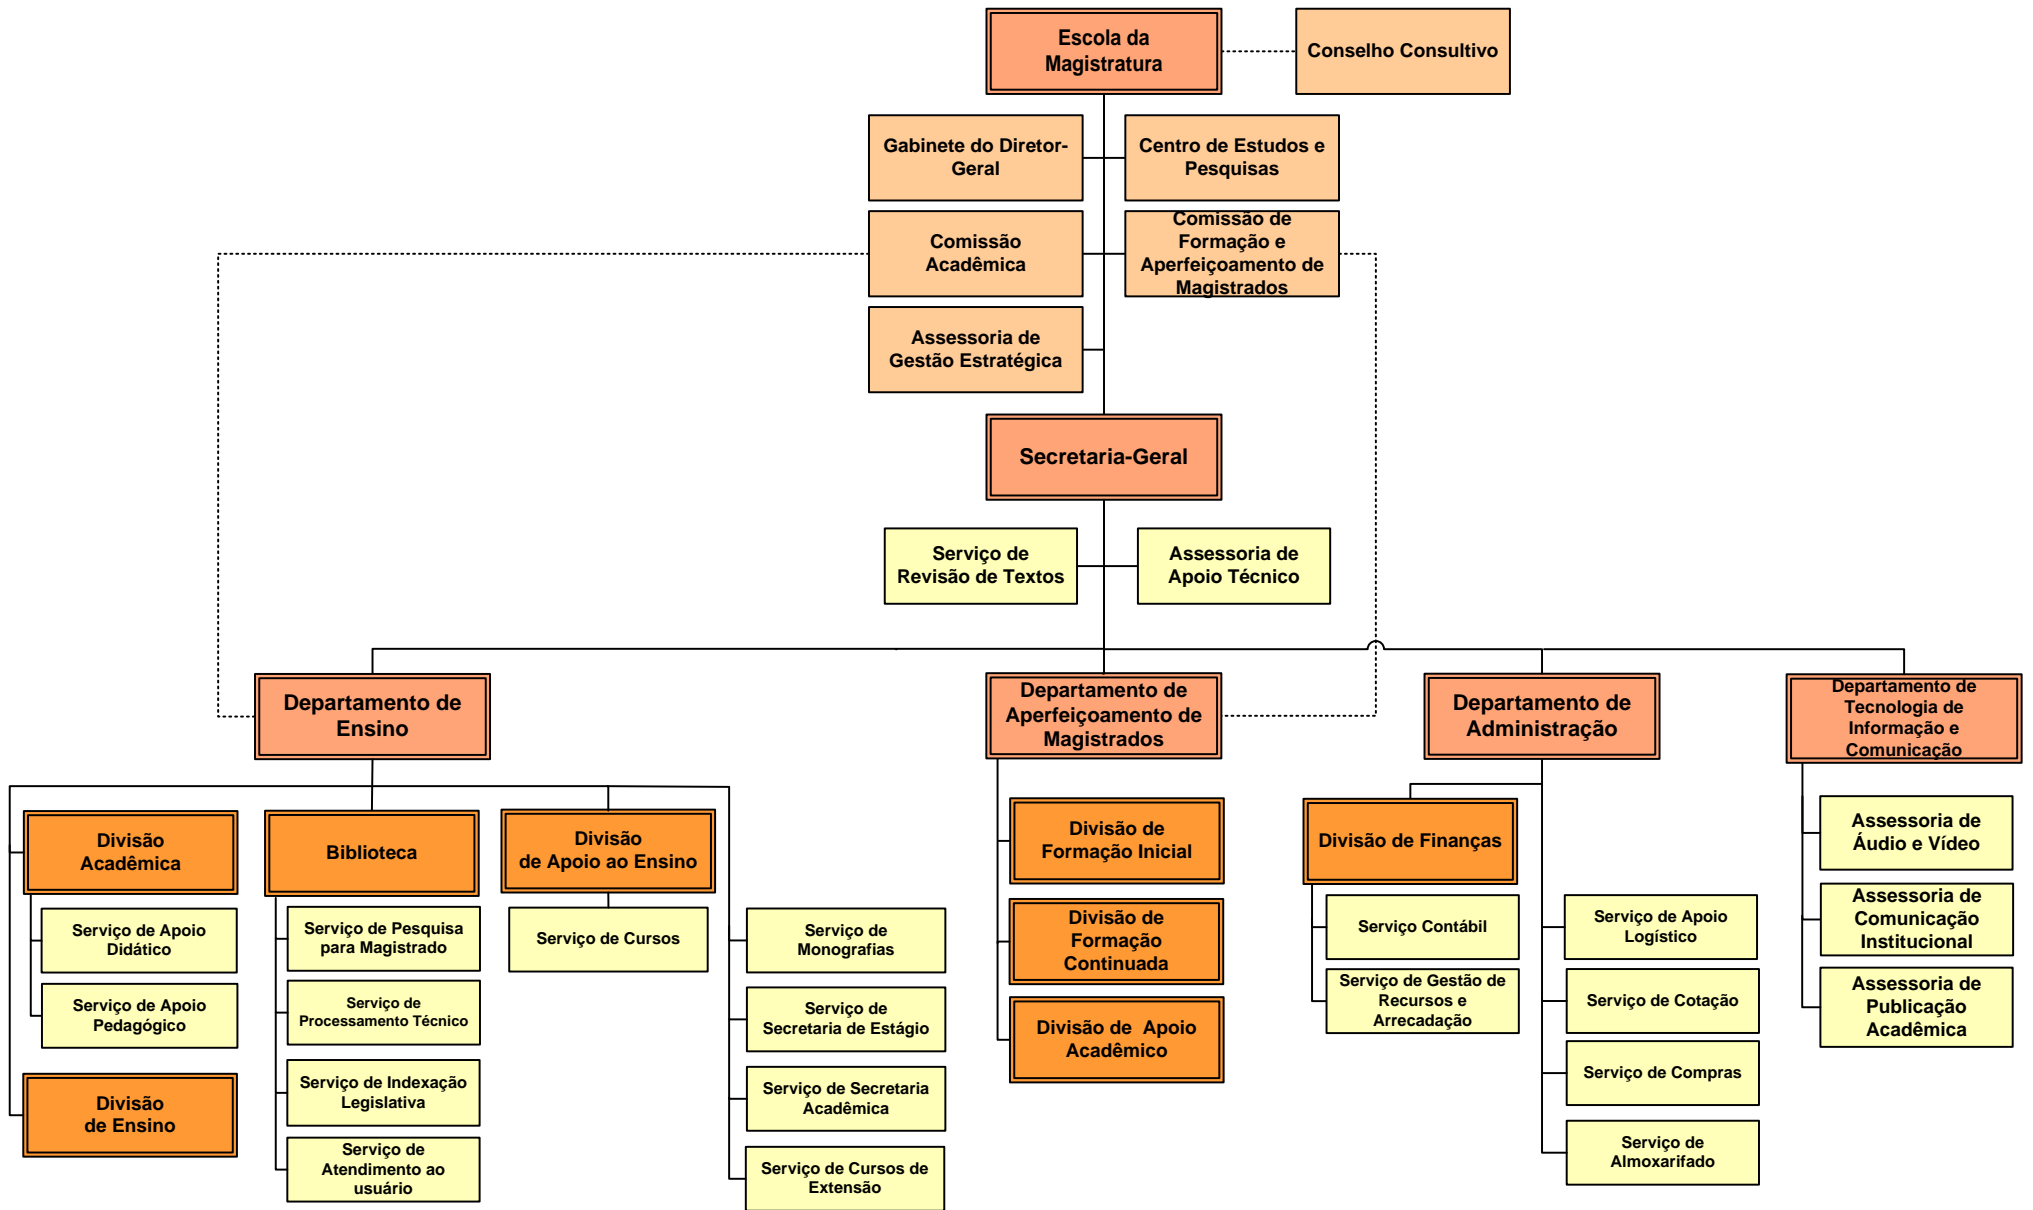 Escola da
Magistratura
Conselho Consultivo
Gabinete do Diretor-
Geral
Centro de Estudos e
Pesquisas
Comissão
Acadêmica
Comissão de
Formação e
Aperfeiçoamento de
Magistrados
Assessoria de
Gestão Estratégica
Secretaria-Geral
Serviço de
Revisão de Textos
Assessoria de
Apoio Técnico
Departamento de
Ensino
Departamento de
Aperfeiçoamento de
Magistrados
Departamento de
Administração
Departamento de
Tecnologia de
Informação e
Comunicação
Divisão
Acadêmica
Serviço de Apoio
Didático
Serviço de Apoio
Pedagógico
Divisão
de Ensino
Biblioteca
Serviço de Pesquisa
para Magistrado
Serviço de
Processamento Técnico
Serviço de Indexação
Legislativa
Serviço de
Atendimento ao
usuário
Divisão
de Apoio ao Ensino
Serviço de Cursos
Serviço de
Monografias
Serviço de
Secretaria de Estágio
Serviço de Secretaria
Acadêmica
Serviço de Cursos de
Extensão
Divisão de
Formação Inicial
Divisão de
Formação
Continuada
Divisão de  Apoio
Acadêmico
Divisão de Finanças
Serviço Contábil
Serviço de Gestão de
Recursos e
Arrecadação
Serviço de Apoio
Logístico
Serviço de Cotação
Serviço de Compras
Serviço de
Almoxarifado
Assessoria de
Áudio e Vídeo
Assessoria de
Comunicação
Institucional
Assessoria de
Publicação
Acadêmica